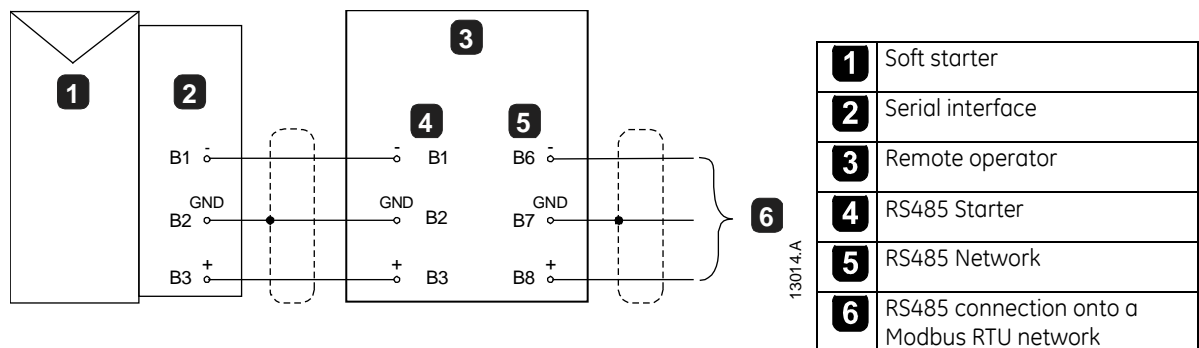 3
1
2
4
5
B1 - - B1 B6 -
GND GND GND
B2 B2 B7
6
B3 + + B3 B8 +
13014.A
1 Soft starter
2 Serial interface
3 Remote operator
4 RS485 Starter
5 RS485 Network
6 RS485 connection onto a
Modbus RTU network